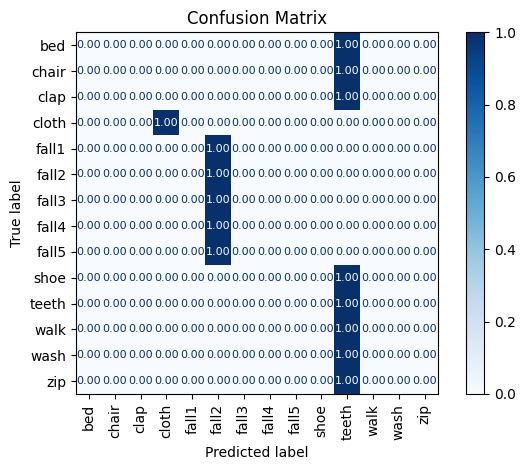 Confusion Matrix
bed 0.00 0.00 0.00 0.00 0.00 0.00 0.00 0.00 0.00 0.00 1.00 0.00 0.00 0.00
chair 0.00 0.00 0.00 0.00 0.00 0.00 0.00 0.00 0.00 0.00 1.00 0.00 0.00 0.00
clap 0.00 0.00 0.00 0.00 0.00 0.00 0.00 0.00 0.00 0.00 1.00 0.00 0.00 0.00
cloth 0.00 0.00 0.00 1.00 0.00 0.00 0.00 0.00 0.00 0.00 0.00 0.00 0.00 0.00
fall1 0.00 0.00 0.00 0.00 0.00 1.00 0.00 0.00 0.00 0.00 0.00 0.00 0.00 0.00
fall2 0.00 0.00 0.00 0.00 0.00 1.00 0.00 0.00 0.00 0.00 0.00 0.00 0.00 0.00
fall3 0.00 0.00 0.00 0.00 0.00 1.00 0.00 0.00 0.00 0.00 0.00 0.00 0.00 0.00
fall4 0.00 0.00 0.00 0.00 0.00 1.00 0.00 0.00 0.00 0.00 0.00 0.00 0.00 0.00
fall5 0.00 0.00 0.00 0.00 0.00 1.00 0.00 0.00 0.00 0.00 0.00 0.00 0.00 0.00
shoe 0.00 0.00 0.00 0.00 0.00 0.00 0.00 0.00 0.00 0.00 1.00 0.00 0.00 0.00
teeth 0.00 0.00 0.00 0.00 0.00 0.00 0.00 0.00 0.00 0.00 1.00 0.00 0.00 0.00
walk 0.00 0.00 0.00 0.00 0.00 0.00 0.00 0.00 0.00 0.00 1.00 0.00 0.00 0.00
wash 0.00 0.00 0.00 0.00 0.00 0.00 0.00 0.00 0.00 0.00 1.00 0.00 0.00 0.00
zip 0.00 0.00 0.00 0.00 0.00 0.00 0.00 0.00 0.00 0.00 1.00 0.00 0.00 0.00
True label
bed chair clap cloth fall1 fall2 fall3 fall4 fall5 shoe teeth walk wash zip
Predicted label
1.0
0.8
0.6
0.4
0.2
0.0